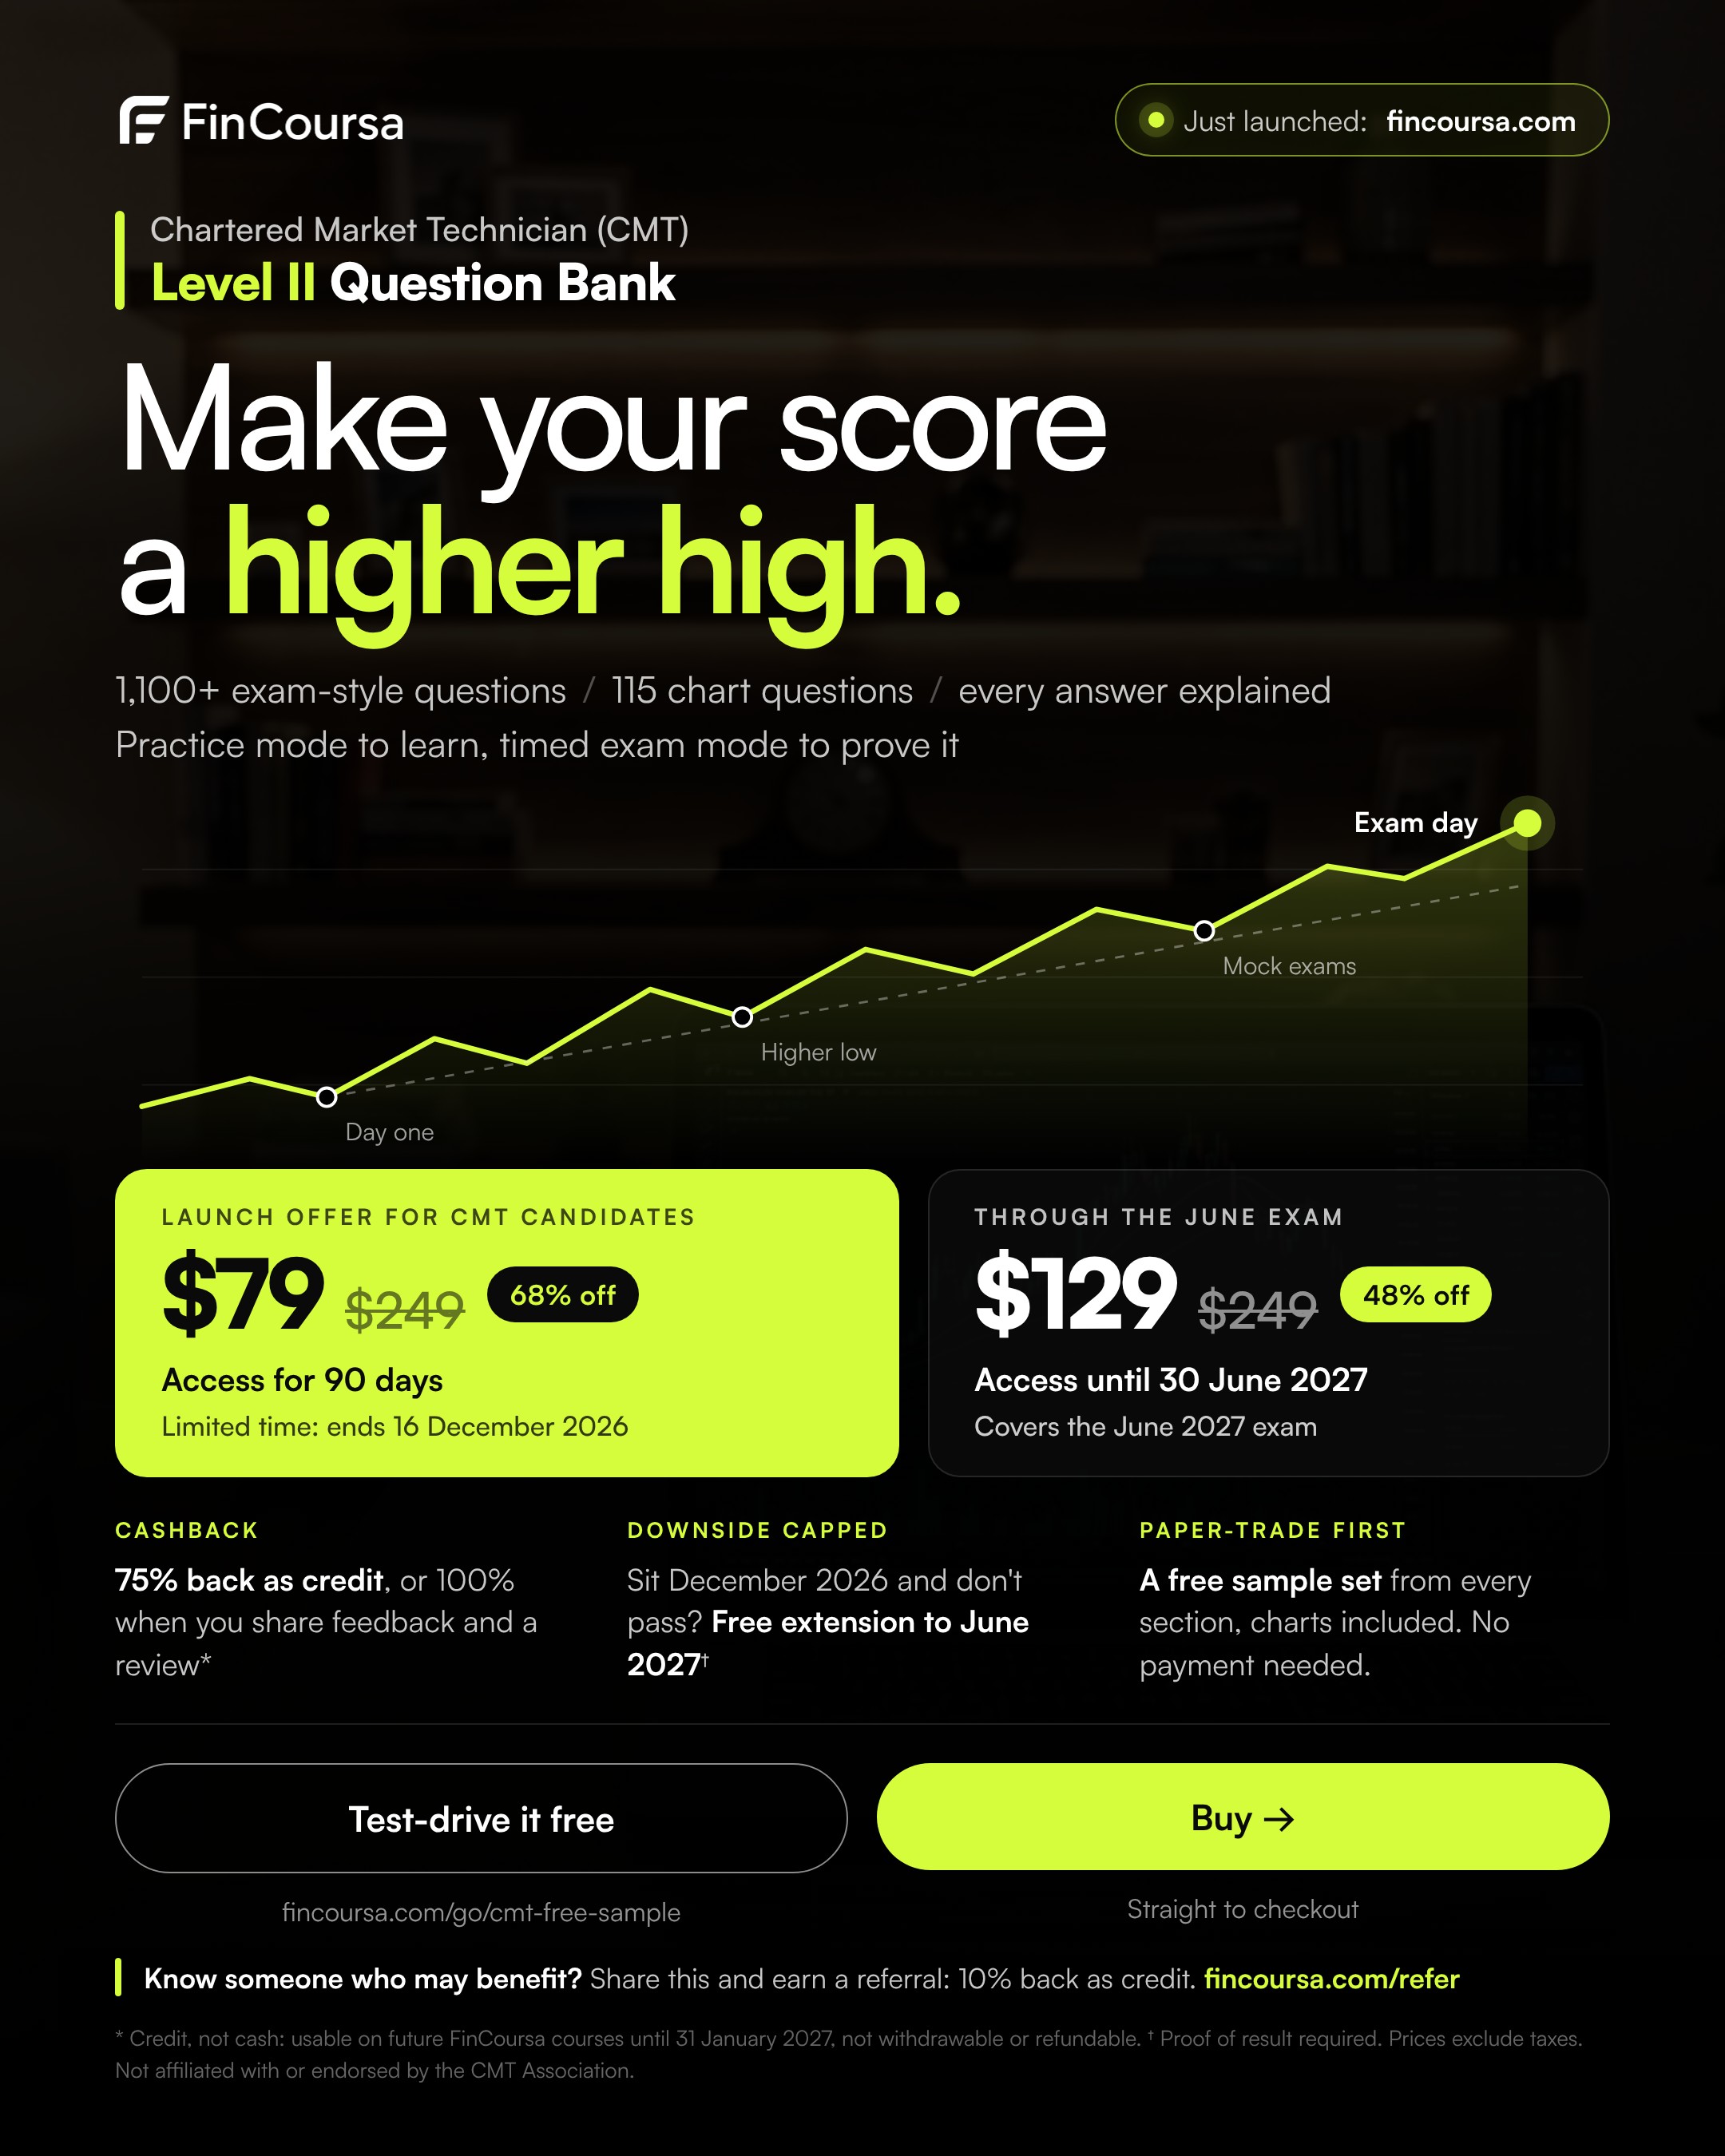 FinCoursa
Just launched: fincoursa.com
Chartered Market Technician (CMT)
Level II Question Bank
Make your score
a higher high.
1,100+ exam-style questions / 115 chart questions / every answer explained
Practice mode to learn, timed exam mode to prove it
Exam day
Mock exams
Higher low
Day one
LAUNCH OFFER FOR CMT CANDIDATES
$79 $249 68% off
Access for 90 days
Limited time: ends 16 December 2026
THROUGH THE JUNE EXAM
$129 $249 48% off
Access until 30 June 2027
Covers the June 2027 exam
CASHBACK
75% back as credit, or 100%
when you share feedback and a
review*
DOWNSIDE CAPPED
Sit December 2026 and don't
pass? Free extension to June
2027†
PAPER-TRADE FIRST
A free sample set from every
section, charts included. No
payment needed.
Test-drive it free
fincoursa.com/go/cmt-free-sample
Buy →
Straight to checkout
Know someone who may benefit? Share this and earn a referral: 10% back as credit. fincoursa.com/refer
* Credit, not cash: usable on future FinCoursa courses until 31 January 2027, not withdrawable or refundable. † Proof of result required. Prices exclude taxes.
Not affiliated with or endorsed by the CMT Association.